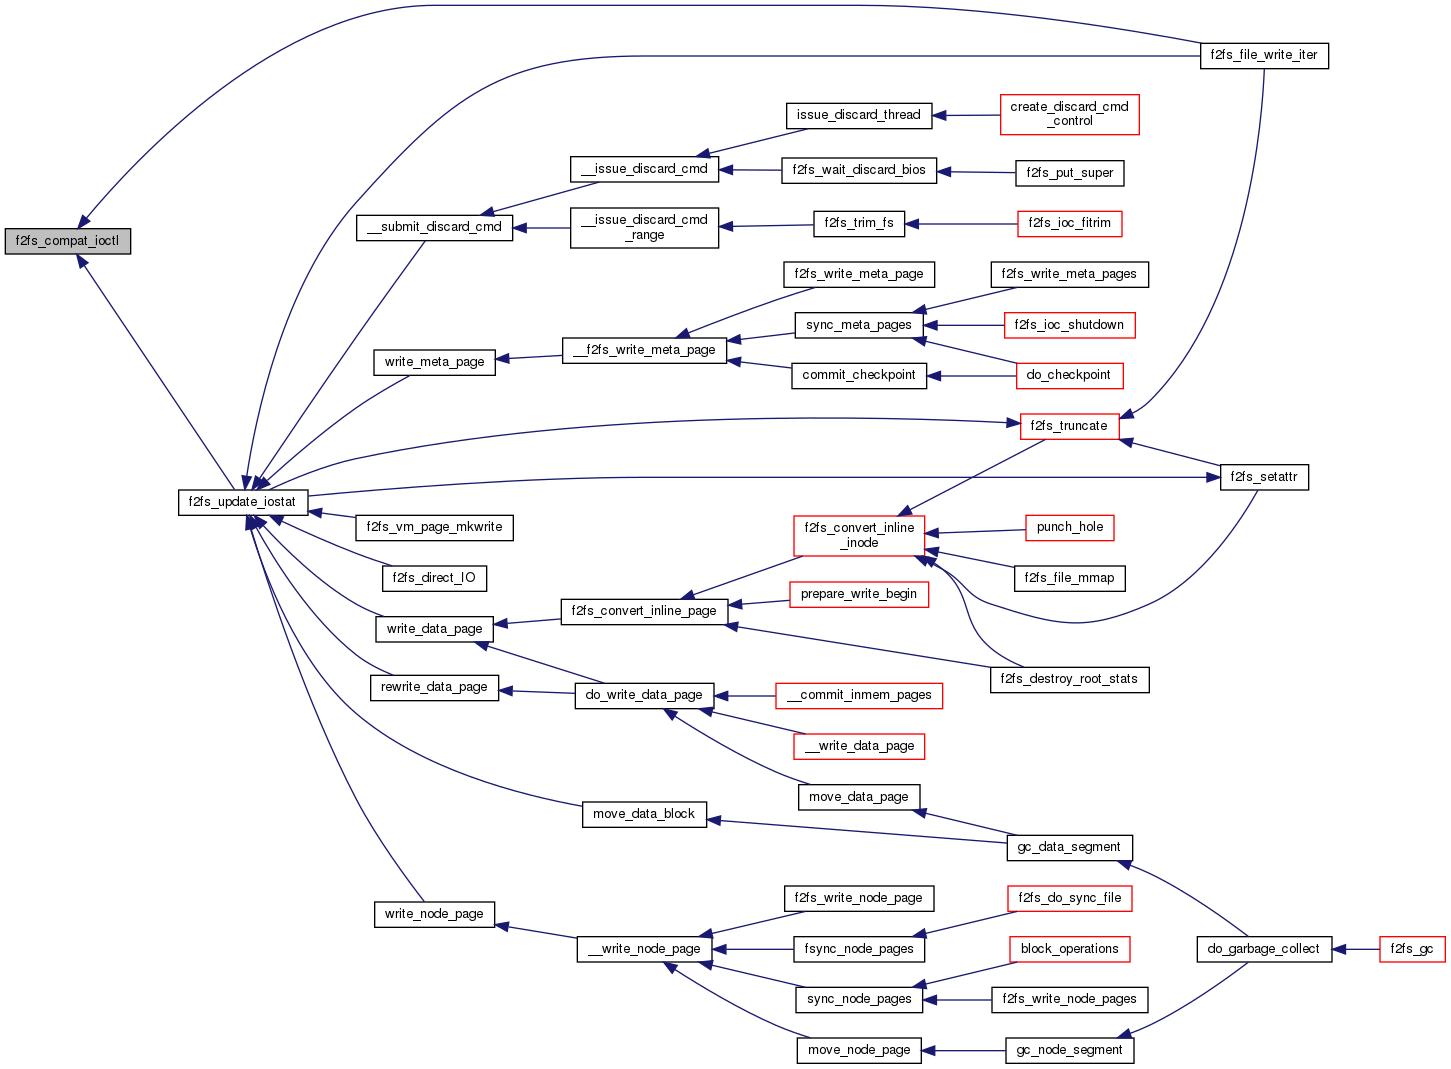 f2fs_compat_ioctl
f2fs_file_write_iter
issue_discard_thread
create_discard_cmd
_control
__issue_discard_cmd
f2fs_wait_discard_bios
f2fs_put_super
__submit_discard_cmd
__issue_discard_cmd
_range
f2fs_trim_fs
f2fs_ioc_fitrim
f2fs_write_meta_page
f2fs_write_meta_pages
sync_meta_pages
f2fs_ioc_shutdown
write_meta_page
__f2fs_write_meta_page
commit_checkpoint
do_checkpoint
f2fs_truncate
f2fs_setattr
f2fs_update_iostat
f2fs_vm_page_mkwrite
f2fs_convert_inline
_inode
punch_hole
f2fs_direct_IO
f2fs_file_mmap
prepare_write_begin
write_data_page
f2fs_convert_inline_page
f2fs_destroy_root_stats
rewrite_data_page
do_write_data_page
__commit_inmem_pages
__write_data_page
move_data_page
move_data_block
gc_data_segment
write_node_page
f2fs_write_node_page
f2fs_do_sync_file
__write_node_page
fsync_node_pages
block_operations
do_garbage_collect
f2fs_gc
sync_node_pages
f2fs_write_node_pages
move_node_page
gc_node_segment